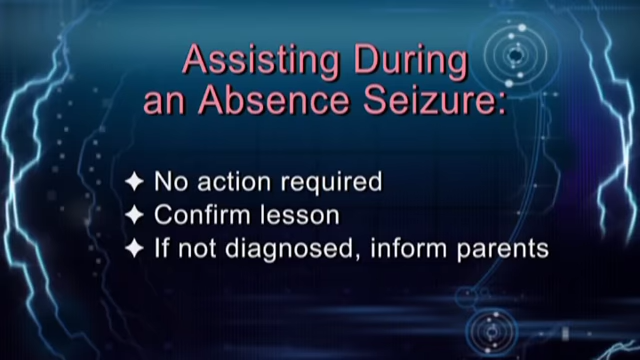 Assisting During
an Absence Seizure:
No action required
Confirm lesson
If not diagnosed, inform parents